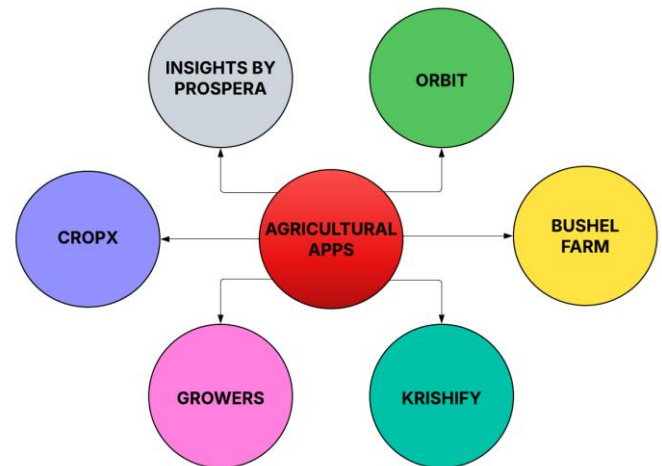 INSIGHTS BY
PROSPERA
ORBIT
CROPX
AGRICULTURAL
APPS
BUSHEL
FARM
GROWERS
KRISHIFY